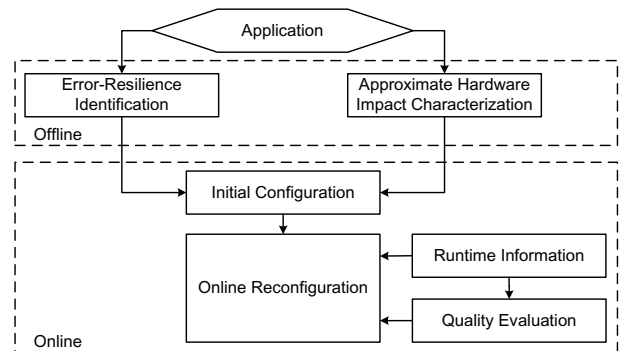 Application
Error-Resilience
Identification
Approximate Hardware
Impact Characterization
Offline
Initial Configuration
Online Reconfiguration
Runtime Information
Quality Evaluation
Online